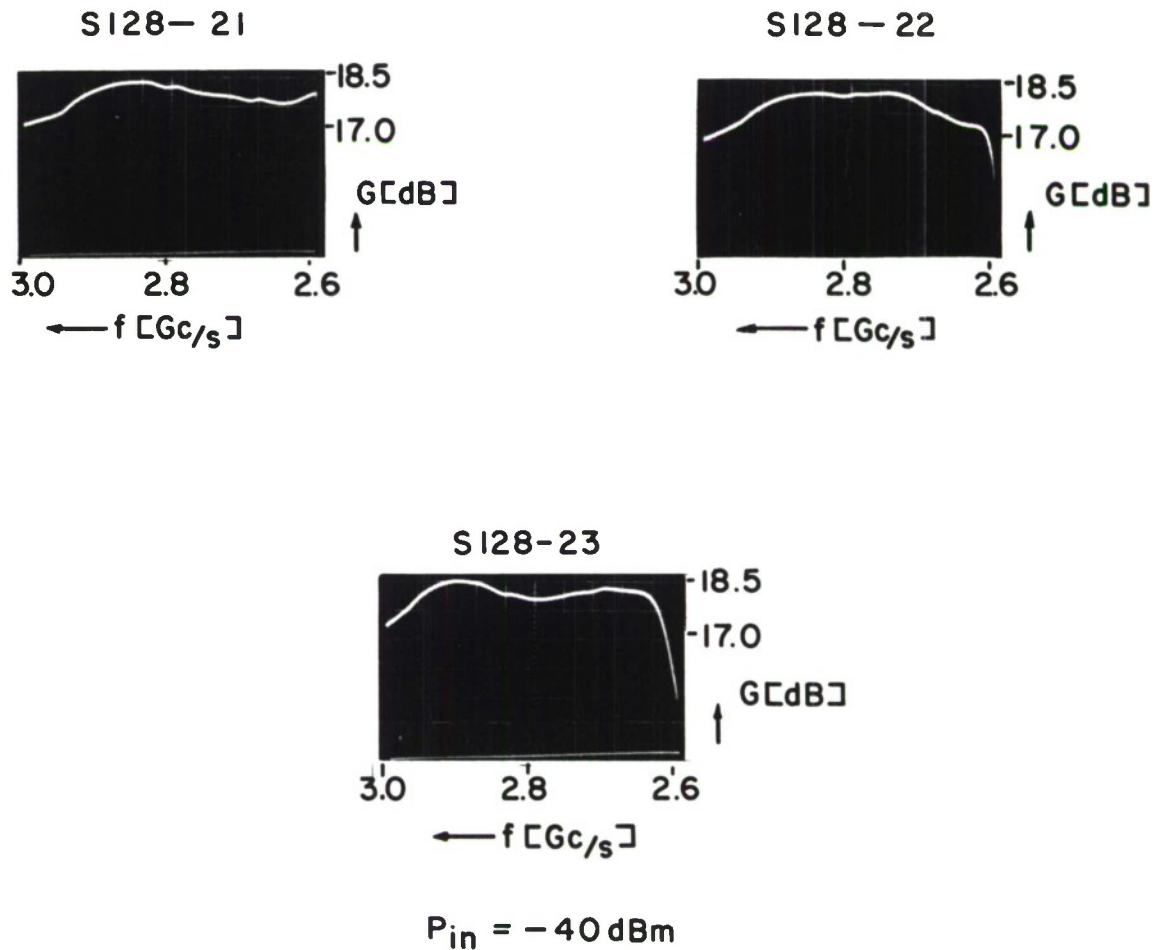 S128-21
18.5
17.0
G[dB]
3.0 2.8 2.6
f [Gc/s]
S128-22
18.5
17.0
G[dB]
3.0 2.8 2.6
f [Gc/s]
S128-23
18.5
17.0
G[dB]
3.0 2.8 2.6
f [Gc/s]
Pin = -40 dBm